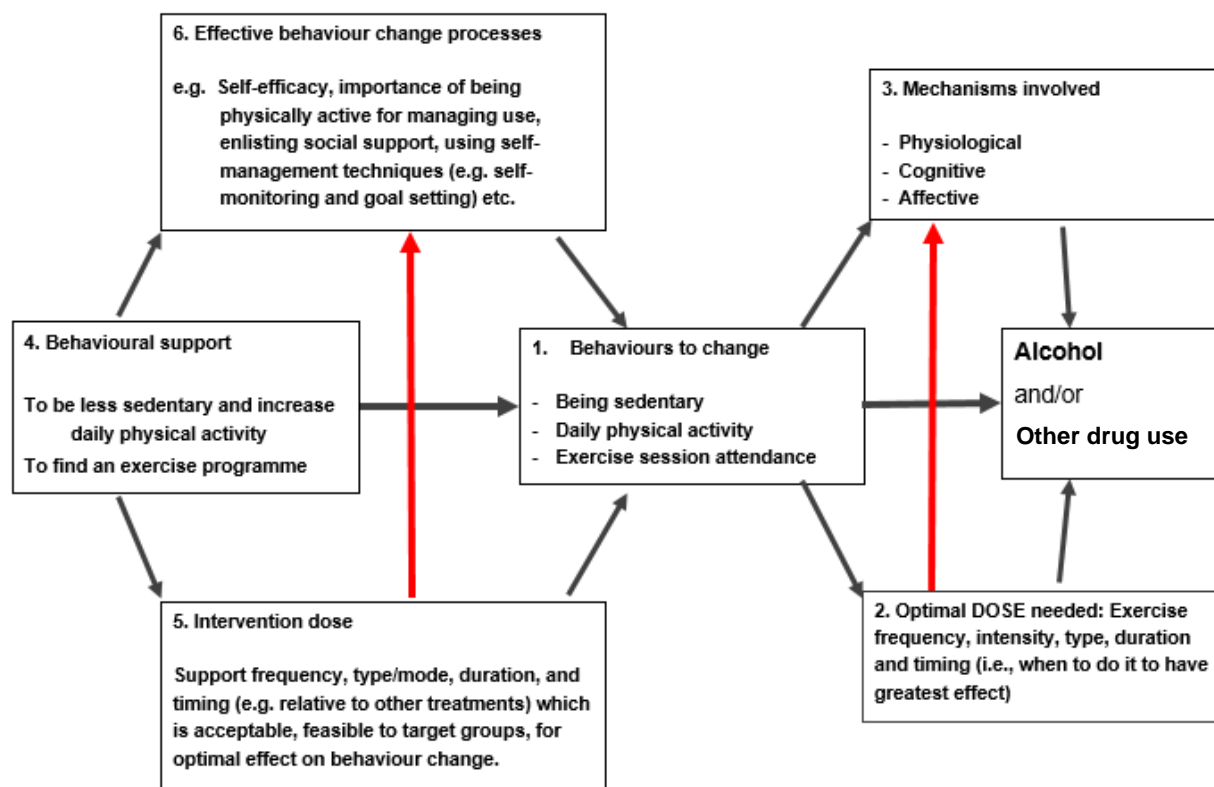 6. Effective behaviour change processes
e.g. Self-efficacy, importance of being
physically active for managing use,
enlisting social support, using self-
management techniques (e.g. self-
monitoring and goal setting) etc.
3. Mechanisms involved
- Physiological
- Cognitive
- Affective
4. Behavioural support
To be less sedentary and increase
daily physical activity
To find an exercise programme
1. Behaviours to change
- Being sedentary
- Daily physical activity
- Exercise session attendance
Alcohol
and/or
Other drug use
5. Intervention dose
Support frequency, type/mode, duration, and
timing (e.g. relative to other treatments) which
is acceptable, feasible to target groups, for
optimal effect on behaviour change.
2. Optimal DOSE needed: Exercise
frequency, intensity, type, duration
and timing (i.e., when to do it to have
greatest effect)